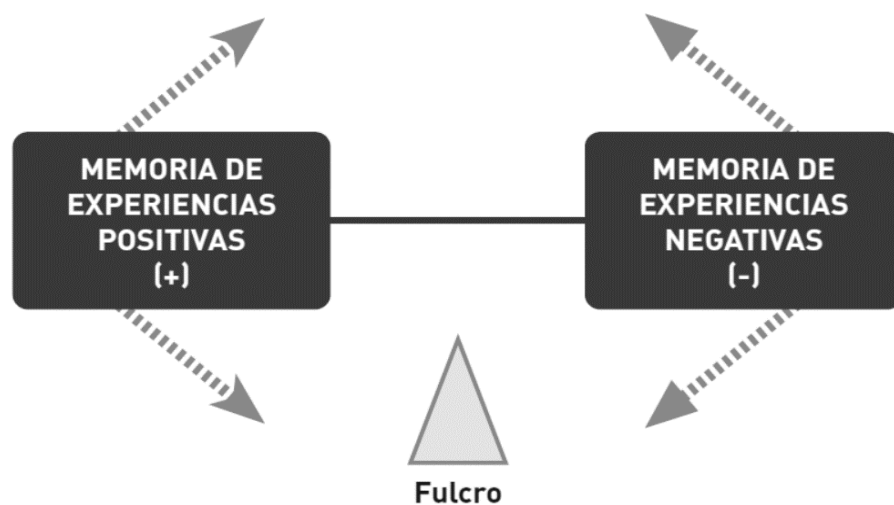 MEMORIA DE
EXPERIENCIAS
POSITIVAS
(+)
MEMORIA DE
EXPERIENCIAS
NEGATIVAS
(-)
Fulcro